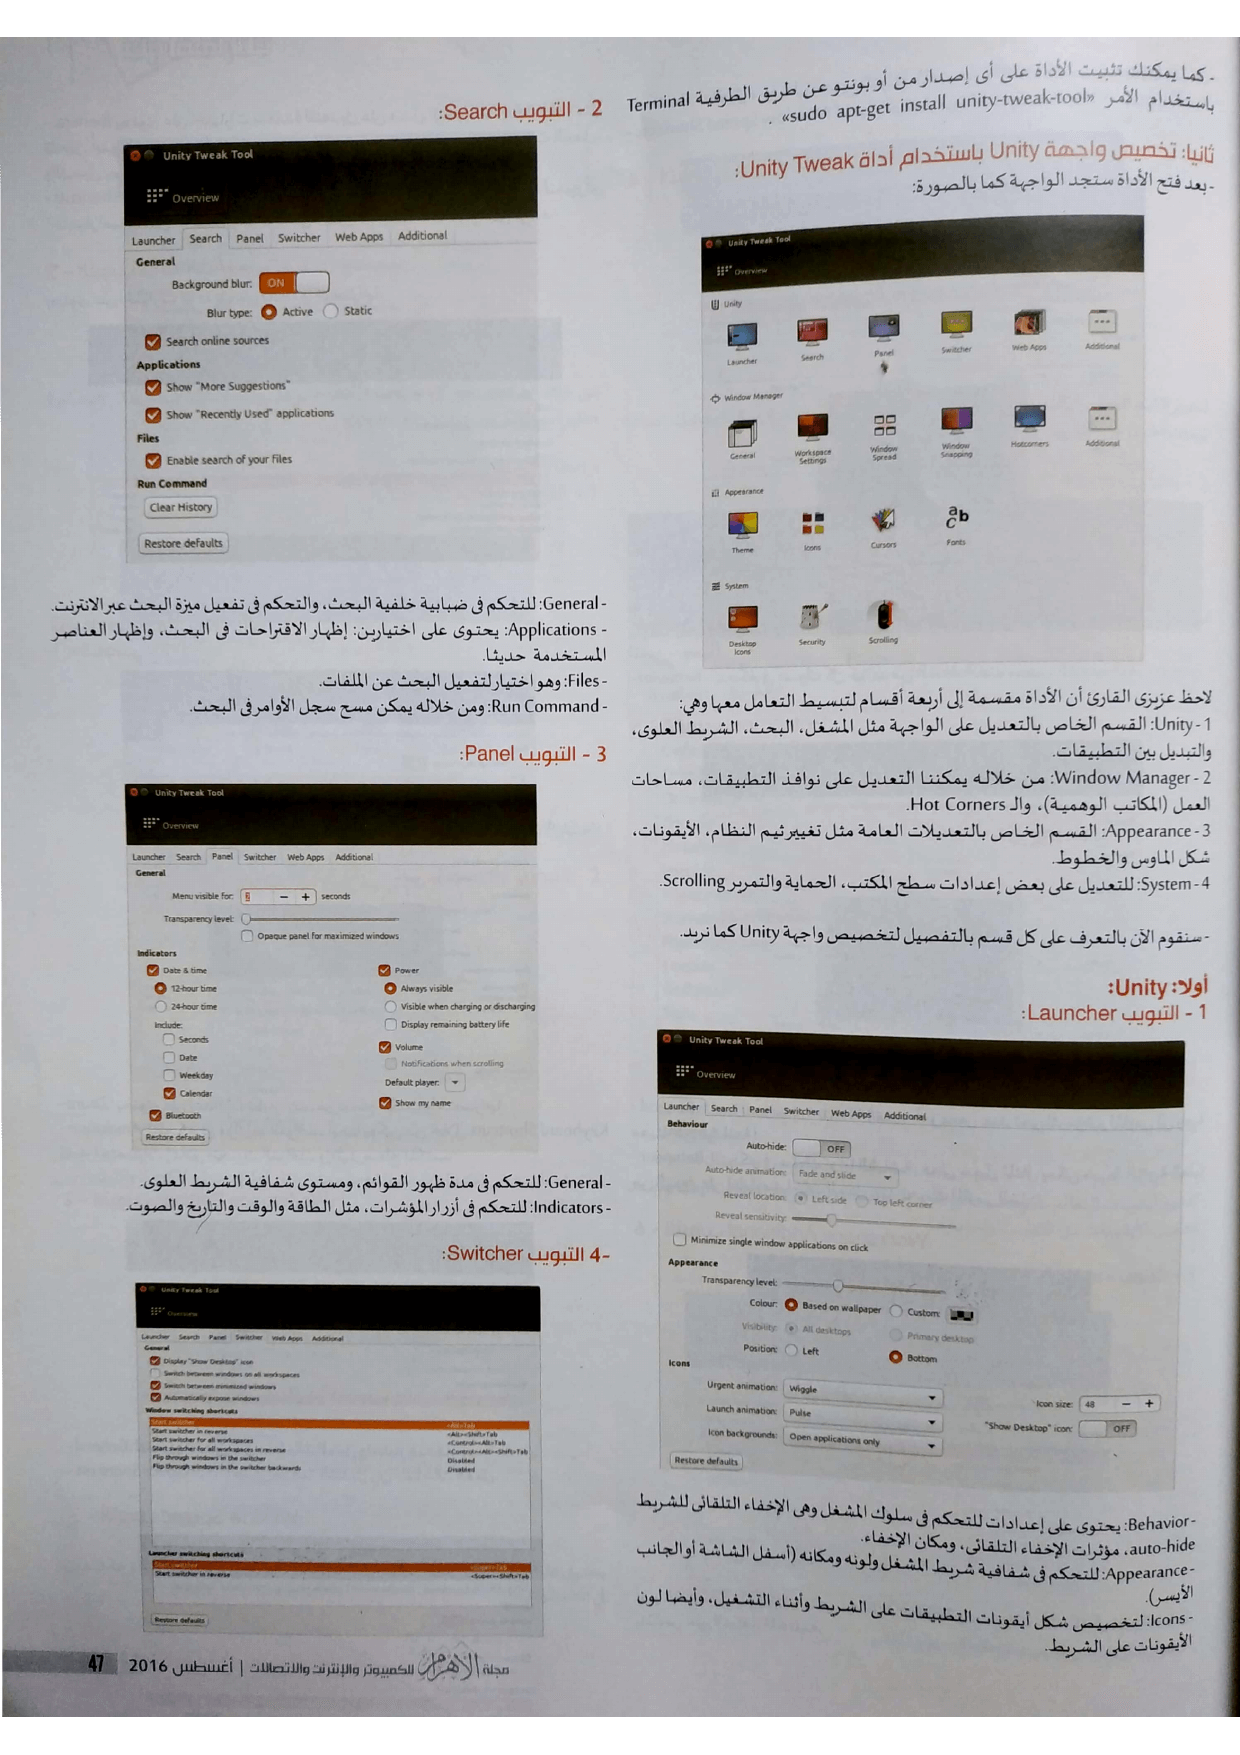 - كما يمكنك تثبيت الأداة على أى إصدار من أو بونتو عن طريق الطرفية Terminal
باستخدام الأمر «sudo apt-get install unity-tweak-tool» .
ثانيا: تخصيص واجهة Unity باستخدام أداة Unity Tweak:
- بعد فتح الأداة ستجد الواجهة كما بالصورة:
Unity Tweak Tool
Overview
Unity
Launcher Search Panel Switcher Web Apps Additional
Window Manager
General Workspace Settings Window Spread Window Snapping Hotcorners Additional
Appearance
Theme Icons Cursors Fonts
System
Desktop Icons Security Scrolling
لاحظ عزيزى القارئ أن الأداة مقسمة إلى أربعة أقسام لتبسيط التعامل معها وهي:
1 - Unity: القسم الخاص بالتعديل على الواجهة مثل المشغل، البحث، الشريط العلوى،
والتبديل بين التطبيقات.
2 - Window Manager: من خلاله يمكننا التعديل على نوافذ التطبيقات، مساحات
العمل (المكاتب الوهمية)، والـ Hot Corners.
3 - Appearance: القسم الخاص بالتعديلات العامة مثل تغيير ثيم النظام، الأيقونات،
شكل الماوس والخطوط.
4 - System: للتعديل على بعض إعدادات سطح المكتب، الحماية والتمرير Scrolling.
- سنقوم الآن بالتعرف على كل قسم بالتفصيل لتخصيص واجهة Unity كما نريد.
أولا: Unity:
1 - التبويب Launcher:
Unity Tweak Tool
Overview
Launcher Search Panel Switcher Web Apps Additional
Behaviour
Auto-hide: OFF
Auto-hide animation: Fade and slide
Reveal location: Left side Top left corner
Reveal sensitivity:
Minimize single window applications on click
Appearance
Transparency level:
Colour: Based on wallpaper Custom:
Visibility: All desktops Primary desktop
Position: Left Bottom
Icons
Urgent animation: Wiggle Icon size: 48 - +
Launch animation: Pulse "Show Desktop" icon: OFF
Icon backgrounds: Open applications only
Restore defaults
- Behavior: يحتوى على إعدادات للتحكم فى سلوك المشغل وهى الإخفاء التلقائى للشريط
auto-hide، مؤثرات الإخفاء التلقائى، ومكان الإخفاء.
- Appearance: للتحكم فى شفافية شريط المشغل ولونه ومكانه (أسفل الشاشة أو الجانب
الأيسر).
- Icons: لتخصيص شكل أيقونات التطبيقات على الشريط وأثناء التشغيل، وأيضا لون
الأيقونات على الشريط.
2 - التبويب Search:
Unity Tweak Tool
Overview
Launcher Search Panel Switcher Web Apps Additional
General
Background blur: ON
Blur type: Active Static
Search online sources
Applications
Show "More Suggestions"
Show "Recently Used" applications
Files
Enable search of your files
Run Command
Clear History
Restore defaults
- General: للتحكم فى ضبابية خلفية البحث، والتحكم فى تفعيل ميزة البحث عبر الانترنت.
- Applications: يحتوى على اختيارين: إظهار الاقتراحات فى البحث، وإظهار العناصر
المستخدمة حديثا.
- Files: وهو اختيار لتفعيل البحث عن الملفات.
- Run Command: ومن خلاله يمكن مسح سجل الأوامر فى البحث.
3 - التبويب Panel:
Unity Tweak Tool
Overview
Launcher Search Panel Switcher Web Apps Additional
General
Menu visible for: 2 - + seconds
Transparency level:
Opaque panel for maximized windows
Indicators
Date & time Power
12-hour time Always visible
24-hour time Visible when charging or discharging
Include: Display remaining battery life
Seconds Volume
Date Notifications when scrolling
Weekday Default player:
Calendar Show my name
Bluetooth
Restore defaults
- General: للتحكم فى مدة ظهور القوائم، ومستوى شفافية الشريط العلوى.
- Indicators: للتحكم فى أزرار المؤشرات، مثل الطاقة والوقت والتاريخ والصوت.
4- التبويب Switcher:
Unity Tweak Tool
Overview
Launcher Search Panel Switcher Web Apps Additional
General
Display "Show Desktop" icon
Switch between windows on all workspaces
Switch between minimized windows
Automatically expose windows
Window switching shortcuts
Start switcher <Alt>Tab
Start switcher in reverse <Alt><Shift>Tab
Start switcher for all workspaces <Control><Alt>Tab
Start switcher for all workspaces in reverse <Control><Alt><Shift>Tab
Flip through windows in the switcher Disabled
Flip through windows in the switcher backwards Disabled
Launcher switching shortcuts
Start switcher <Super>Tab
Start switcher in reverse <Super><Shift>Tab
Restore defaults
مجلة الأهرام للكمبيوتر والإنترنت والاتصالات | أغسطس 2016 47